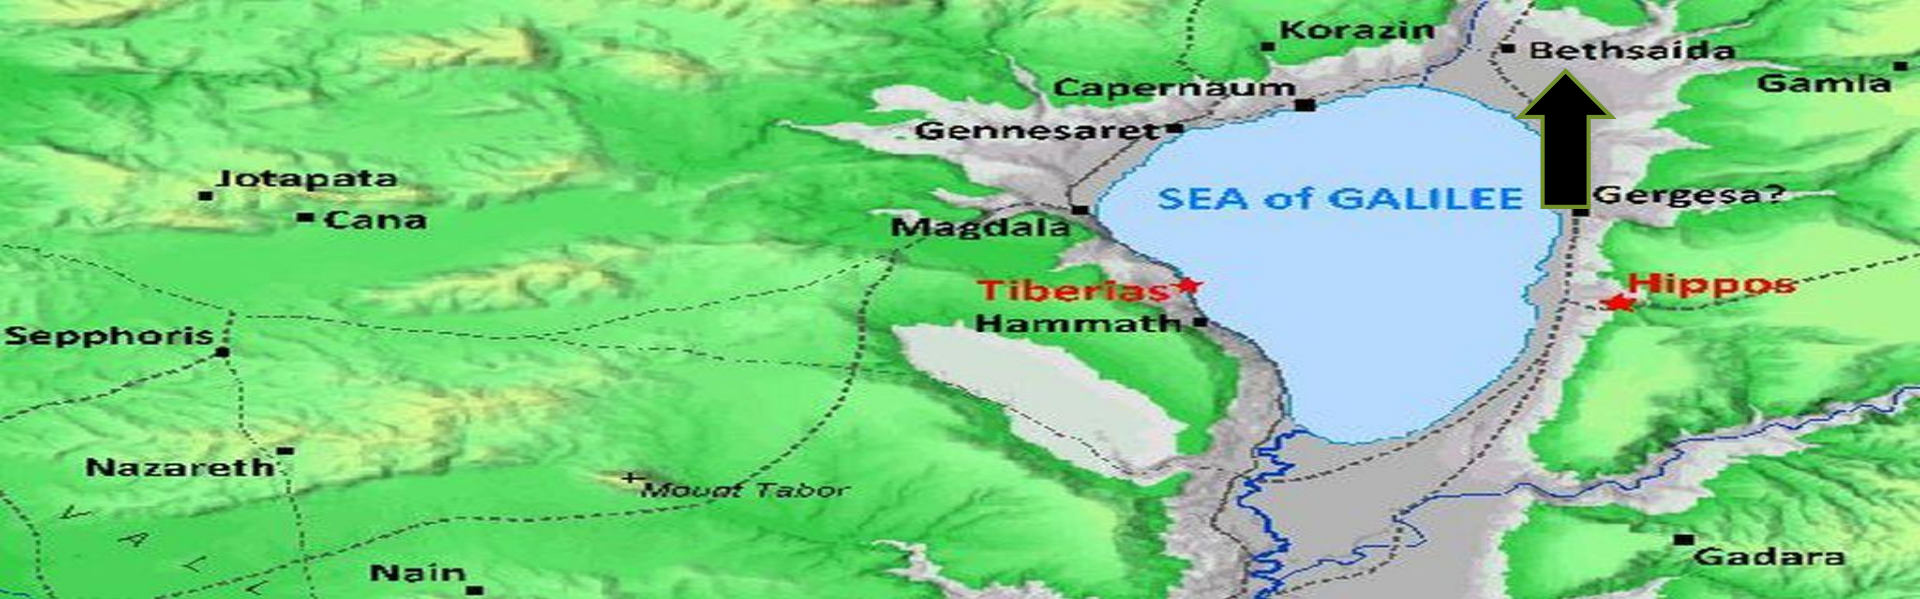 Korazin
Bethsaida
Gamla
Capernaum
Gennesaret
Jotapata
Cana
SEA of GALILEE
Gergesa?
Magdala
Tiberias
Hippos
Hammath
Sepphoris
Nazareth
Mount Tabor
Gadara
Nain